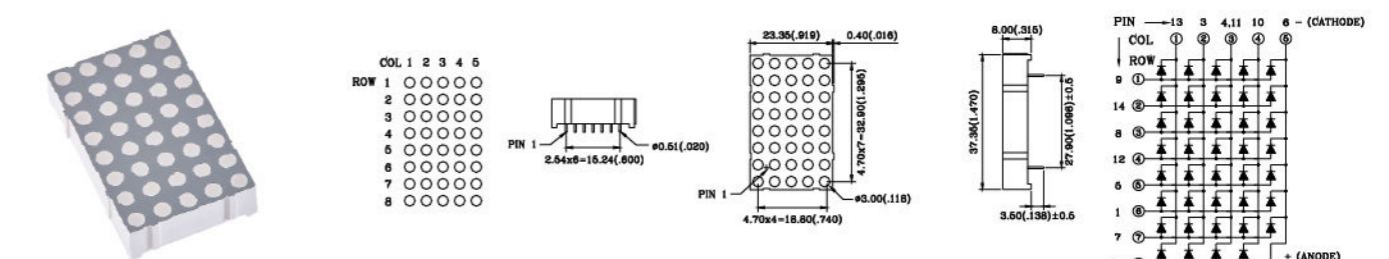 COL 1 2 3 4 5
ROW 1
2
3
4
5
6
7
8
PIN 1
2.54x6=15.24(.600)
ø0.51(.020)
23.35(.919)
0.40(.016)
4.70x7=32.90(1.295)
PIN 1
ø3.00(.118)
4.70x4=18.80(.740)
8.00(.315)
37.35(1.470)
27.90(1.098)±0.5
3.50(.138)±0.5
PIN 13 3 4,11 10 6 - (CATHODE)
COL 1 2 3 4 5
ROW
9 1
14 2
8 3
12 4
5 5
1 6
7 7
+ (ANODE)